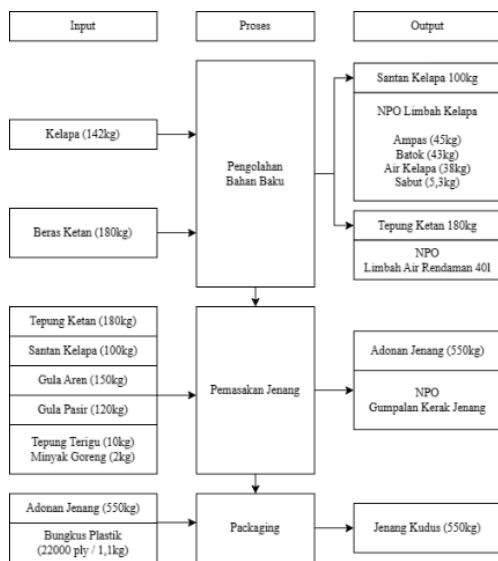 Input
Proses
Output
Kelapa (142kg)
Beras Ketan (180kg)
Pengolahan
Bahan Baku
Santan Kelapa 100kg
NPO Limbah Kelapa
Ampas (45kg)
Batok (43kg)
Air Kelapa (38kg)
Sabut (5,3kg)
Tepung Ketan 180kg
NPO
Limbah Air Rendaman 40l
Tepung Ketan (180kg)
Santan Kelapa (100kg)
Gula Aren (150kg)
Gula Pasir (120kg)
Tepung Terigu (10kg)
Minyak Goreng (2kg)
Pemasakan Jenang
Adonan Jenang (550kg)
NPO
Gumpalan Kerak Jenang
Adonan Jenang (550kg)
Bungkus Plastik
(22000 ply / 1,1kg)
Packaging
Jenang Kudus (550kg)